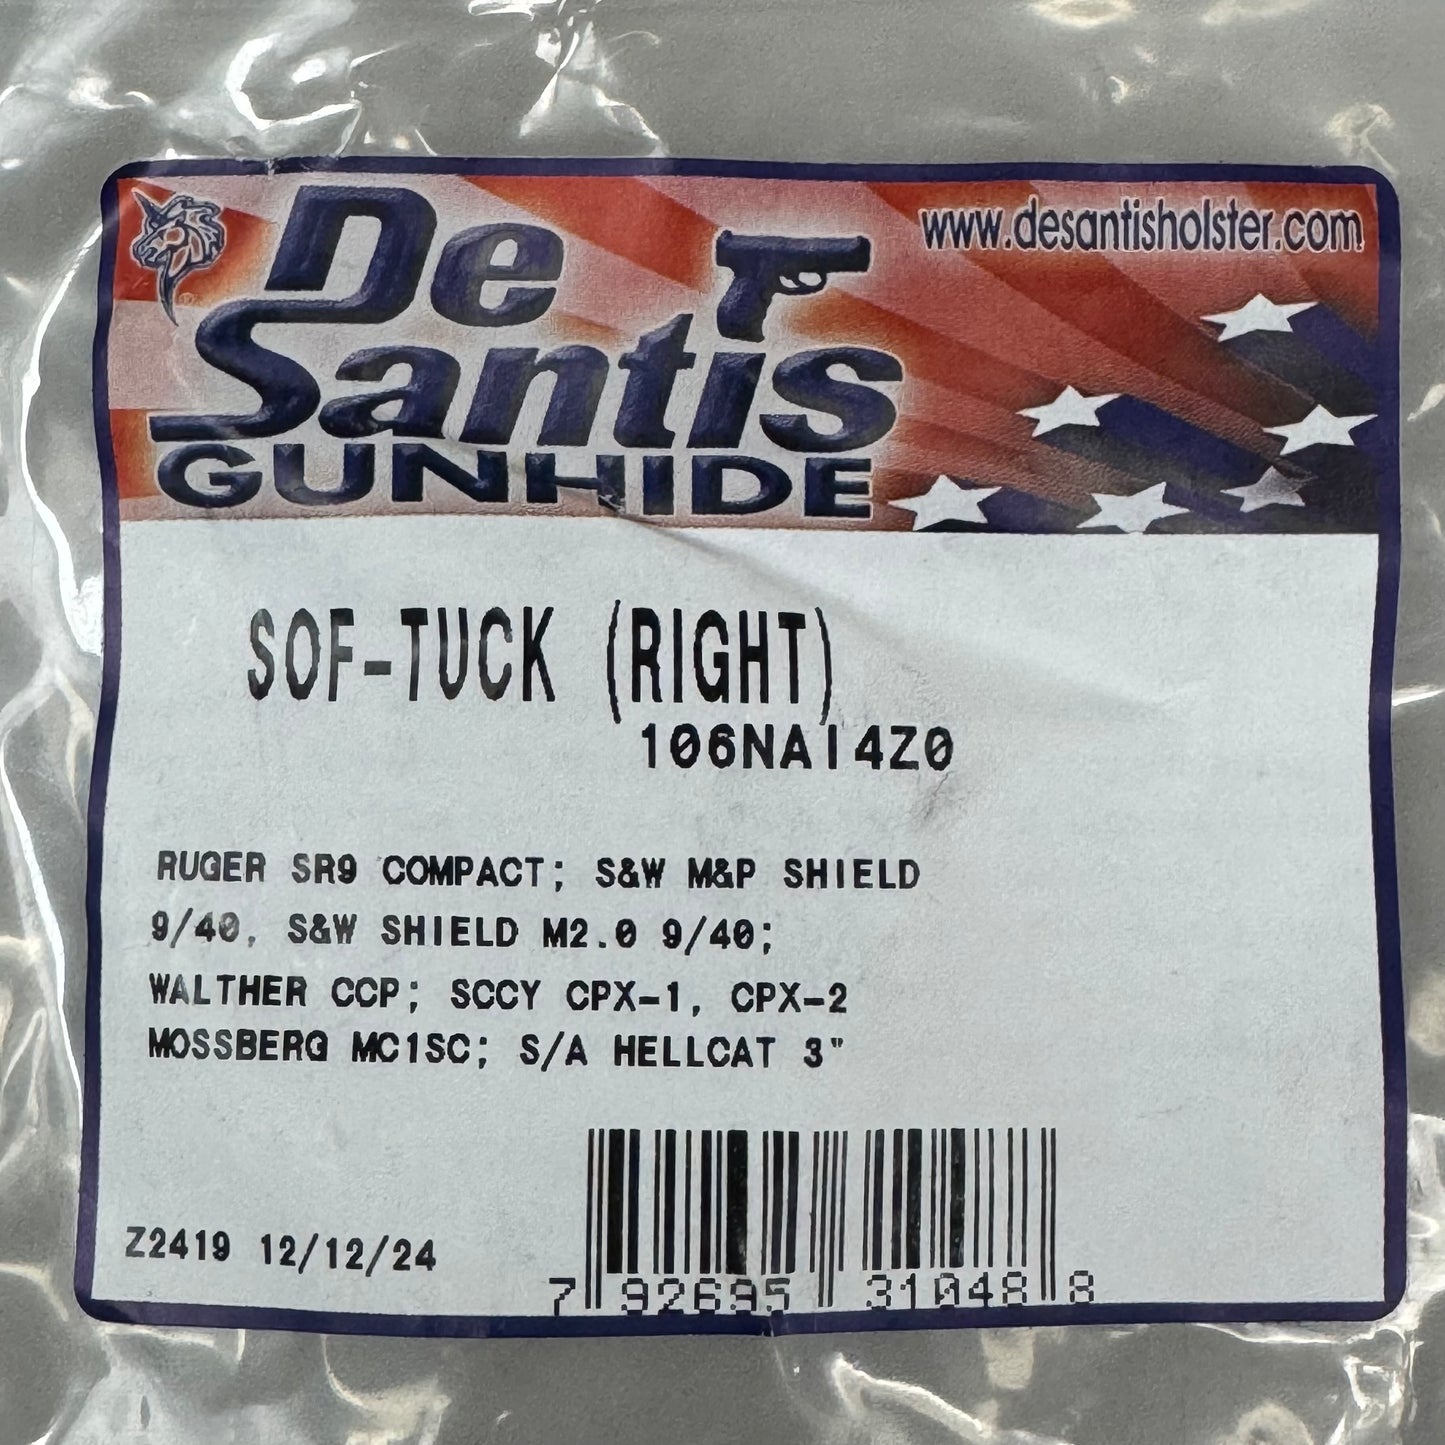 De Santis
GUNHIDE
www.desantisholster.com
SOF-TUCK (RIGHT)
106NAI4Z0
RUGER SR9 COMPACT; S&W M&P SHIELD
9/40, S&W SHIELD M2.0 9/40;
WALTHER CCP; SCCY CPX-1, CPX-2
MOSSBERG MC1SC; S/A HELLCAT 3"
Z2419 12/12/24
7 92695 31048 8